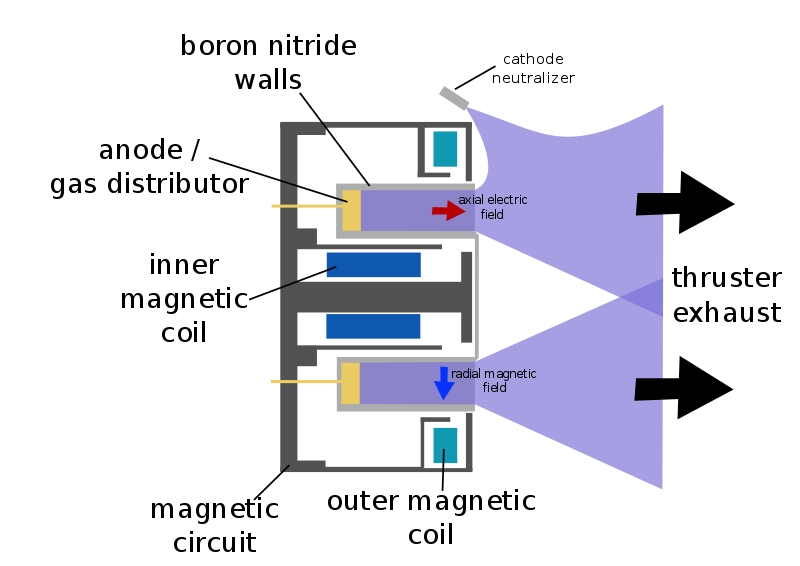 boron nitride
walls
cathode
neutralizer
anode /
gas distributor
axial electric
field
inner
magnetic
coil
thruster
exhaust
radial magnetic
field
magnetic
circuit
outer magnetic
coil